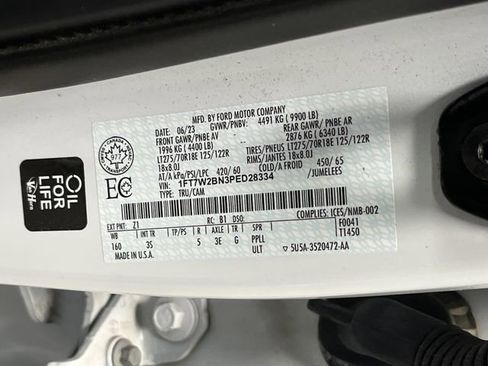 MFD. BY FORD MOTOR COMPANY
06/23 GVWR/PNBV: 4491 KG ( 9900 LB)
FRONT GAWR/ PNBE AV REAR GAWR/ PNBE AR
1996 KG ( 4400 LB) 2876 KG ( 6340 LB)
LT275/70R18E 125/122R TIRES/PNEUS LT275/70R18E 125/122R
18x8.0J RIMS/JANTES 18x8.0J
AT/A kPa/PSI/LPC 420/ 60 COLD/A FROID 450/ 65
VIN: 1FT7W2BN3PED28334 /JUMELEES
TYPE: TRU/CAM
EC
COMPLIES: ICES/NMB-002
EXT PNT: Z1 RC: B1 DSO: F0041
WB INT TR TP/PS R AXLE TR SPR T1450
160 3S 5 3E G PPLL
ULT 5U5A-3520472-AA
MADE IN U.S.A.
OIL
FOR
LIFE